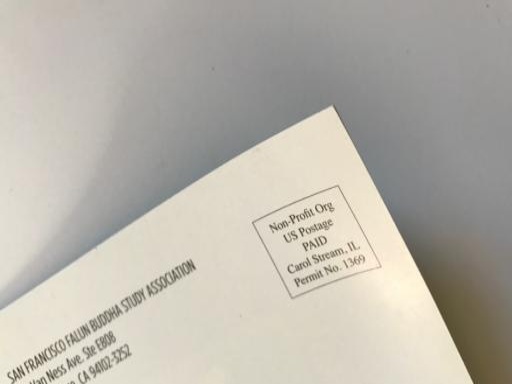 Non-Profit Org
US Postage
PAID
Carol Stream, IL
Permit No. 1369
SAN FRANCISCO FALUN BUDDHA STUDY ASSOCIATION
Ness Ave. Ste E808
CA 94102-3252